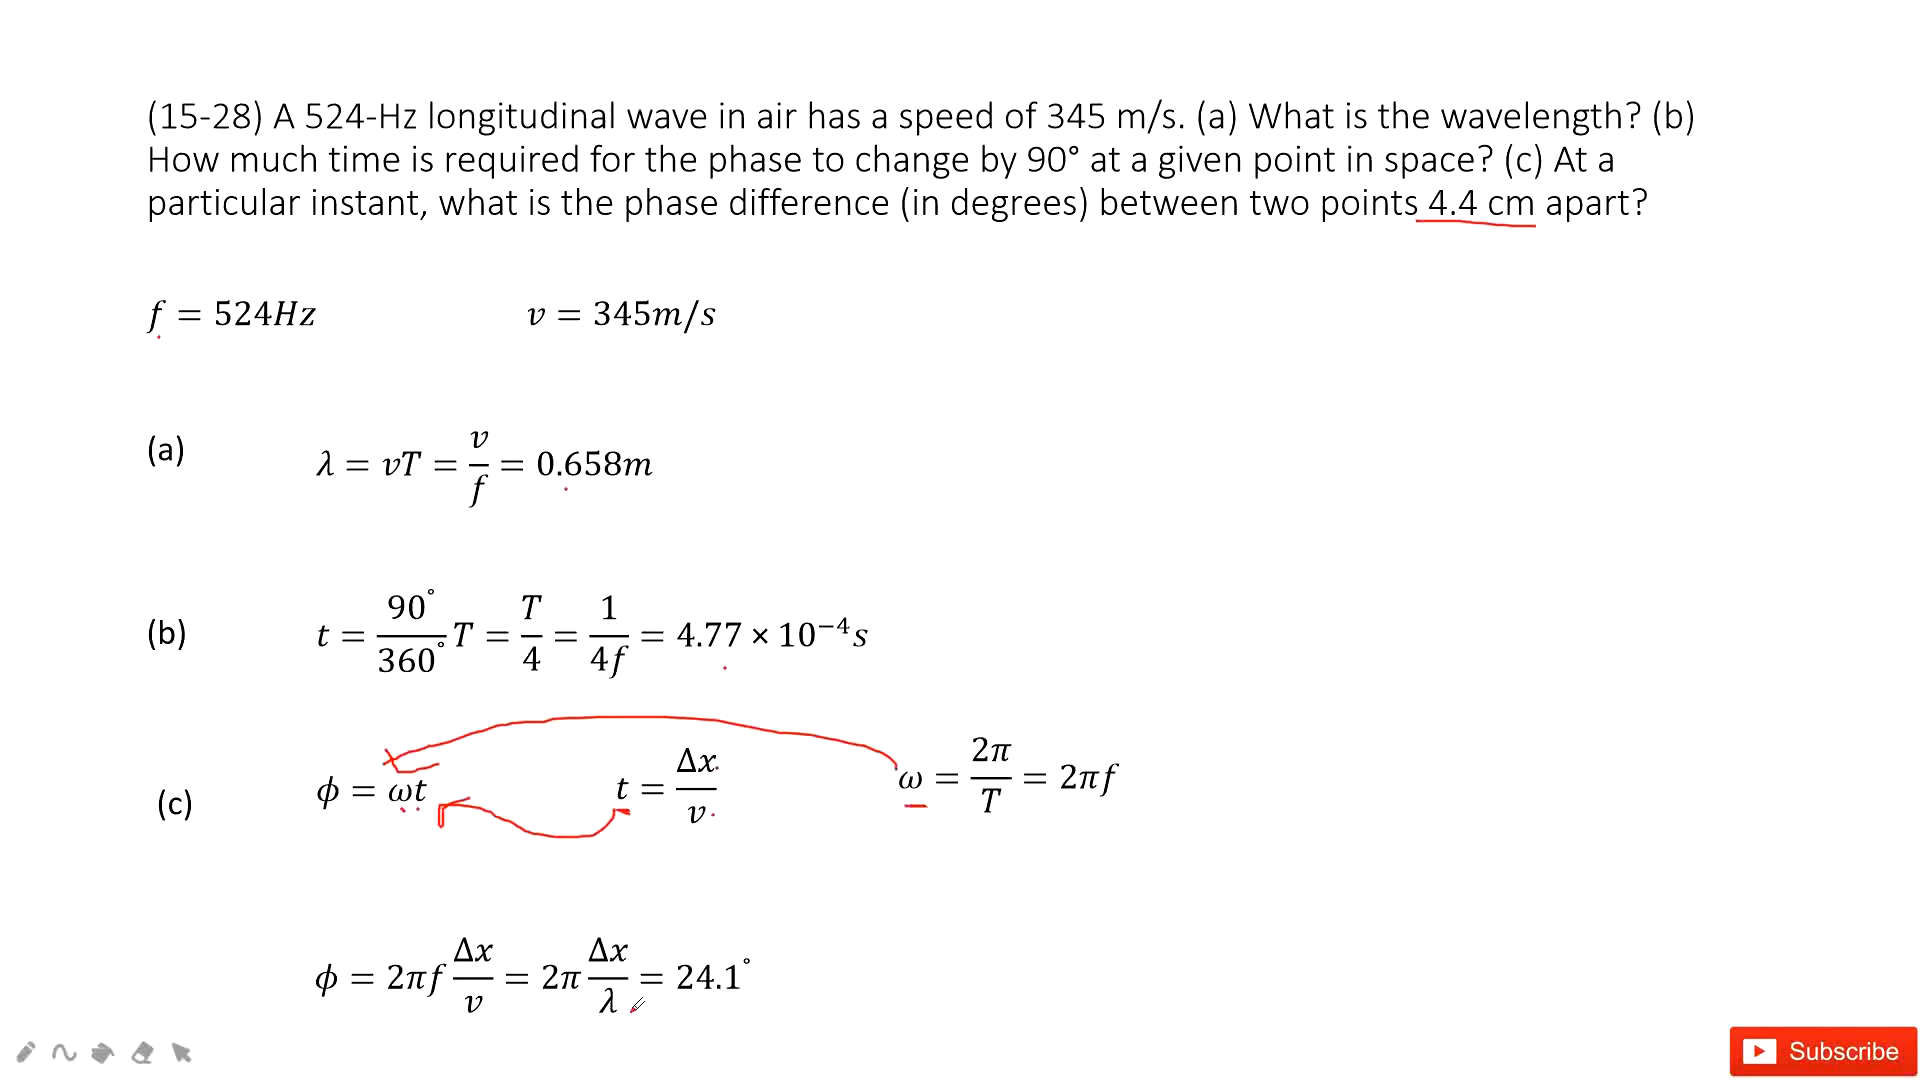 (15-28) A 524-Hz longitudinal wave in air has a speed of 345 m/s. (a) What is the wavelength? (b)
How much time is required for the phase to change by 90° at a given point in space? (c) At a
particular instant, what is the phase difference (in degrees) between two points 4.4 cm apart?
f = 524Hz v = 345m/s
(a) λ = vT = v/f = 0.658m
(b) t = 90°/360° T = T/4 = 1/4f = 4.77 × 10⁻⁴s
(c) ϕ = ωt t = Δx/v ω = 2π/T = 2πf
ϕ = 2πf Δx/v = 2π Δx/λ = 24.1°
Subscribe